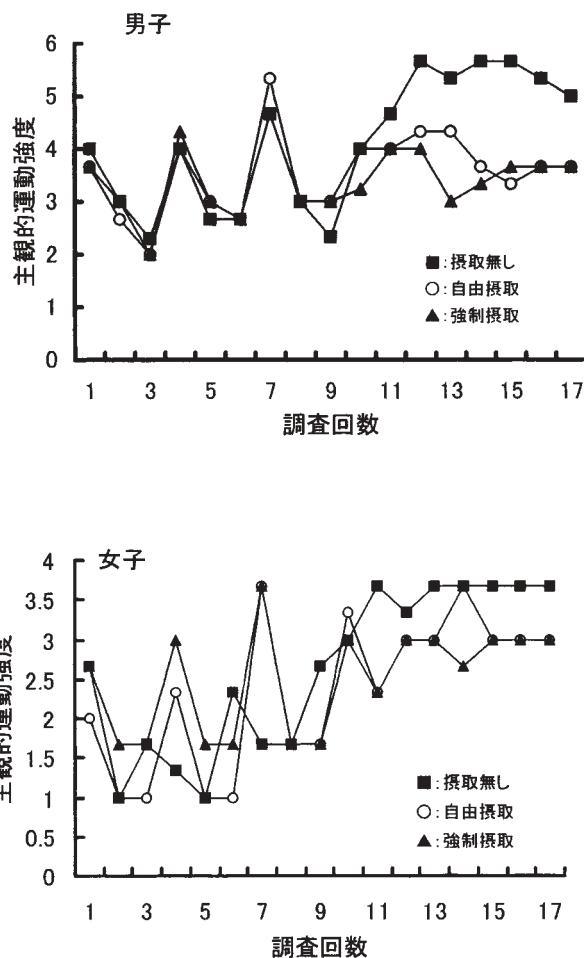 男子
主観的運動強度
6
5
4
3
2
1
0
■:摂取無し
○:自由摂取
▲:強制摂取
1 3 5 7 9 11 13 15 17
調査回数
女子
主観的運動強度
4
3.5
3
2.5
2
1.5
1
0.5
0
■:摂取無し
○:自由摂取
▲:強制摂取
1 3 5 7 9 11 13 15 17
調査回数